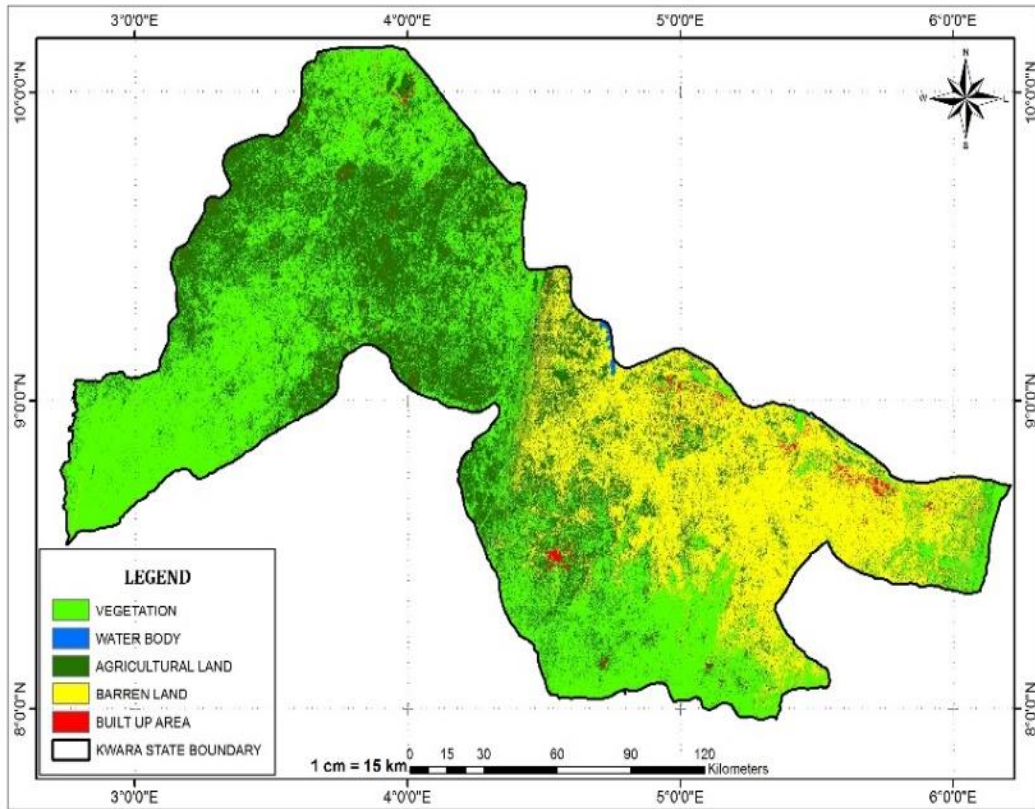 3°0'0"E 4°0'0"E 5°0'0"E 6°0'0"E
10°0'0"N 10°0'0"N
N
W L
S
9°0'0"N 9°0'0"N
8°0'0"N 8°0'0"N
LEGEND
VEGETATION
WATER BODY
AGRICULTURAL LAND
BARREN LAND
BUILT UP AREA
KWARA STATE BOUNDARY
1 cm = 15 km
0 15 30 60 90 120
Kilometers
3°0'0"E 4°0'0"E 5°0'0"E 6°0'0"E